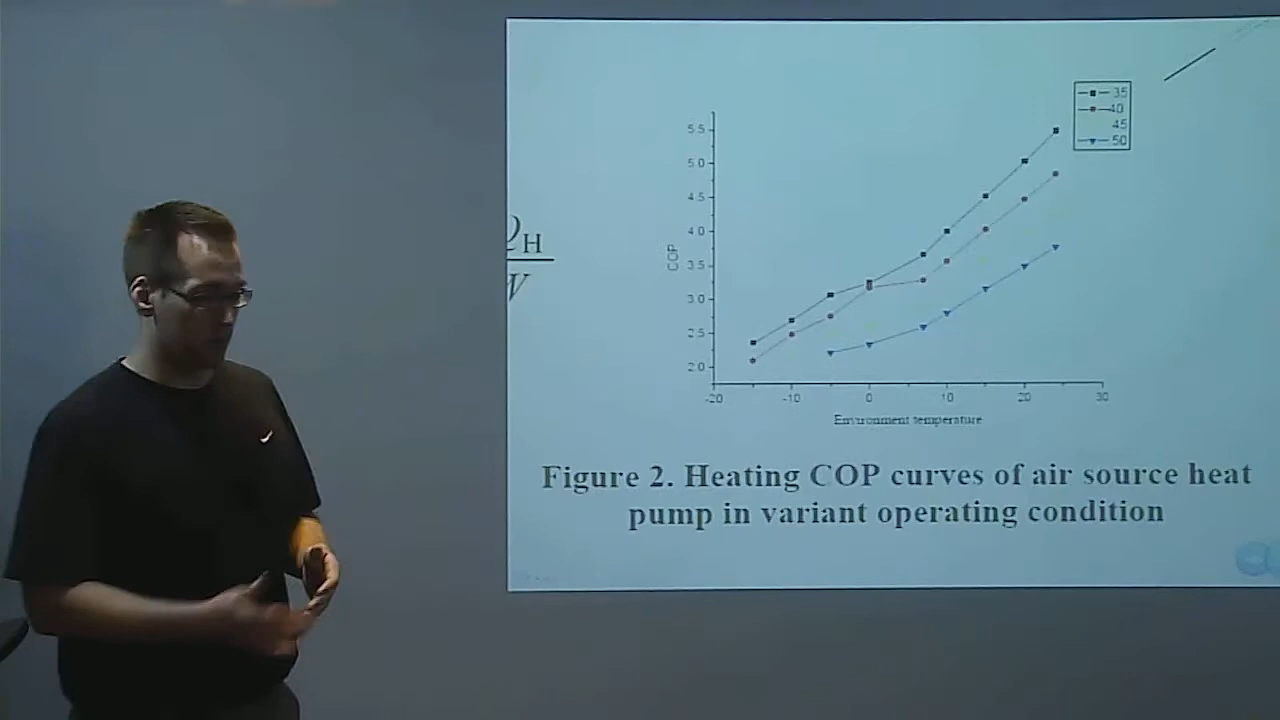 35
40
45
50
5.5
5.0
4.5
4.0
3.5
3.0
2.5
2.0
COP
-20 -10 0 10 20 30
Environment temperature
Q_H
W
Figure 2. Heating COP curves of air source heat
pump in variant operating condition